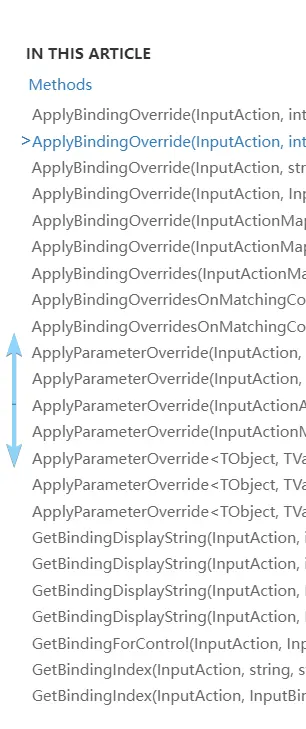 IN THIS ARTICLE
Methods
ApplyBindingOverride(InputAction, int
>ApplyBindingOverride(InputAction, int
ApplyBindingOverride(InputAction, str
ApplyBindingOverride(InputAction, Inp
ApplyBindingOverride(InputActionMap
ApplyBindingOverride(InputActionMap
ApplyBindingOverrides(InputActionMa
ApplyBindingOverridesOnMatchingCo
ApplyBindingOverridesOnMatchingCo
ApplyParameterOverride(InputAction,
ApplyParameterOverride(InputAction,
ApplyParameterOverride(InputActionA
ApplyParameterOverride(InputActionM
ApplyParameterOverride<TObject, TVa
ApplyParameterOverride<TObject, TVa
ApplyParameterOverride<TObject, TVa
GetBindingDisplayString(InputAction, i
GetBindingDisplayString(InputAction, i
GetBindingDisplayString(InputAction, I
GetBindingDisplayString(InputAction, I
GetBindingForControl(InputAction, Inp
GetBindingIndex(InputAction, string, s
GetBindingIndex(InputAction, InputBin